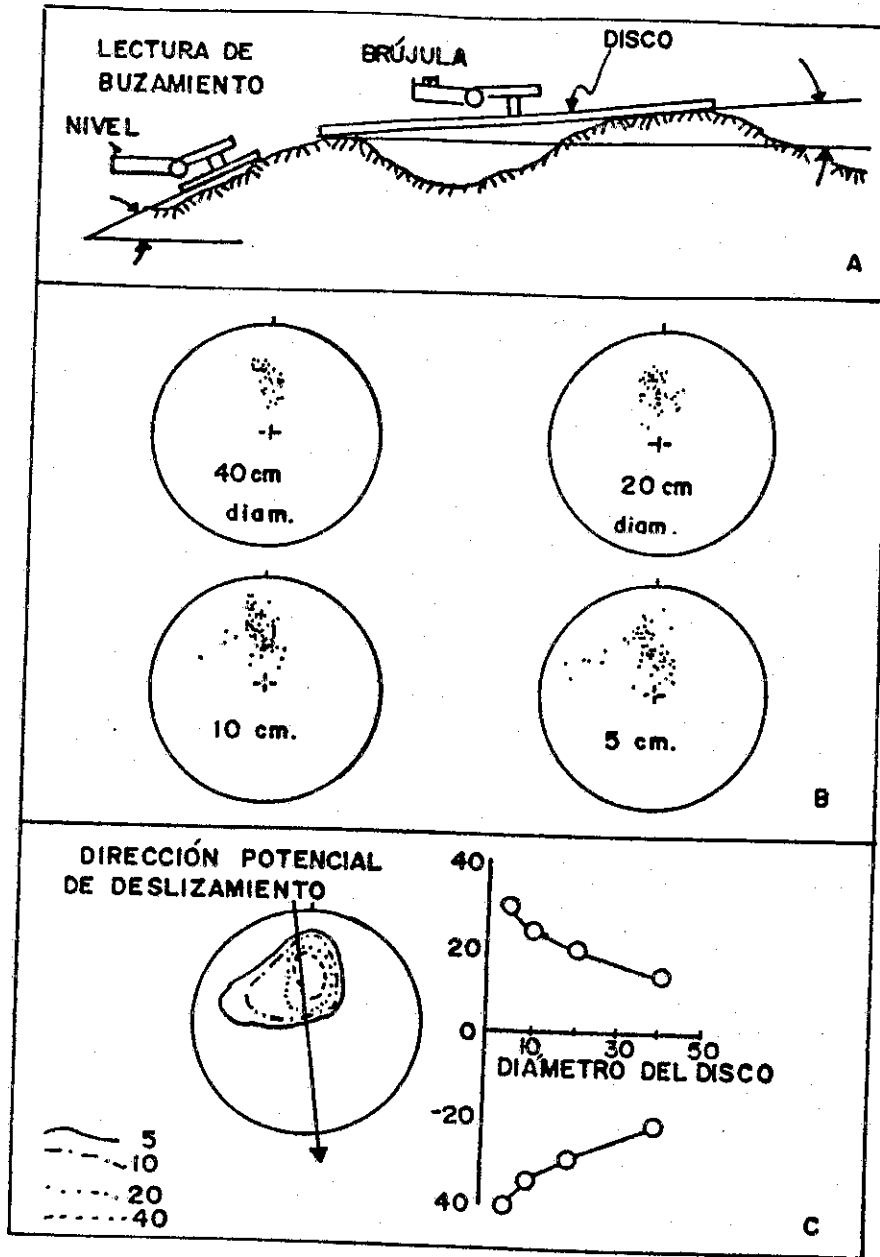 LECTURA DE
BUZAMIENTO
BRÚJULA
DISCO
NIVEL
A
40 cm
diam.
20 cm
diam.
10 cm.
5 cm.
B
DIRECCIÓN POTENCIAL
DE DESLIZAMIENTO
5
10
20
40
40
20
0
10 30 50
DIÁMETRO DEL DISCO
-20
40
C